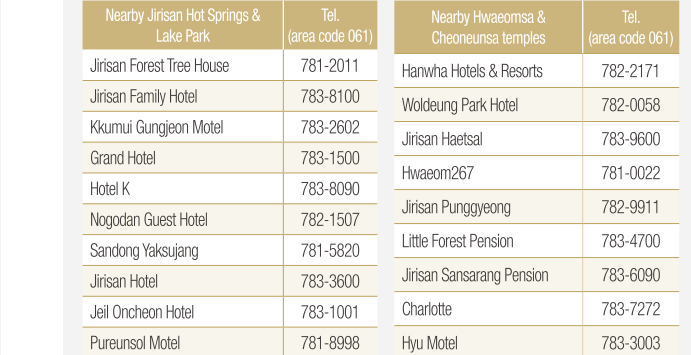 Nearby Jirisan Hot Springs &
Lake Park
Tel.
(area code 061)
Jirisan Forest Tree House 781-2011
Jirisan Family Hotel 783-8100
Kkumui Gungjeon Motel 783-2602
Grand Hotel 783-1500
Hotel K 783-8090
Nogodan Guest Hotel 782-1507
Sandong Yaksujang 781-5820
Jirisan Hotel 783-3600
Jeil Oncheon Hotel 783-1001
Pureunsol Motel 781-8998
Nearby Hwaeomsa &
Cheoneunsa temples
Tel.
(area code 061)
Hanwha Hotels & Resorts 782-2171
Woldeung Park Hotel 782-0058
Jirisan Haetsal 783-9600
Hwaeom267 781-0022
Jirisan Punggyeong 782-9911
Little Forest Pension 783-4700
Jirisan Sansarang Pension 783-6090
Charlotte 783-7272
Hyu Motel 783-3003